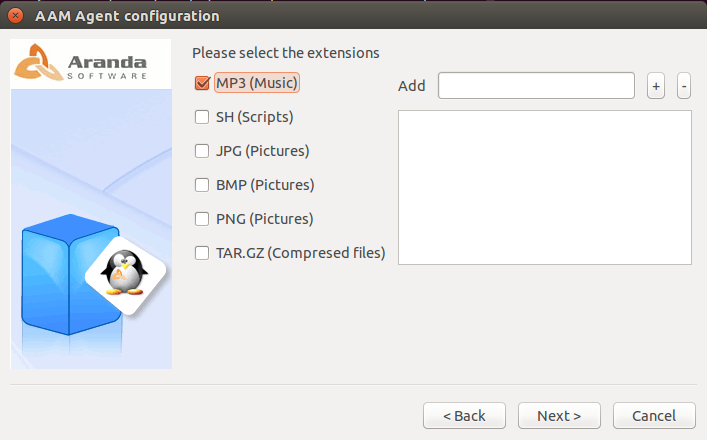 AAM Agent configuration
Aranda
SOFTWARE
Please select the extensions
MP3 (Music)
SH (Scripts)
JPG (Pictures)
BMP (Pictures)
PNG (Pictures)
TAR.GZ (Compresed files)
Add
+
-
< Back
Next >
Cancel